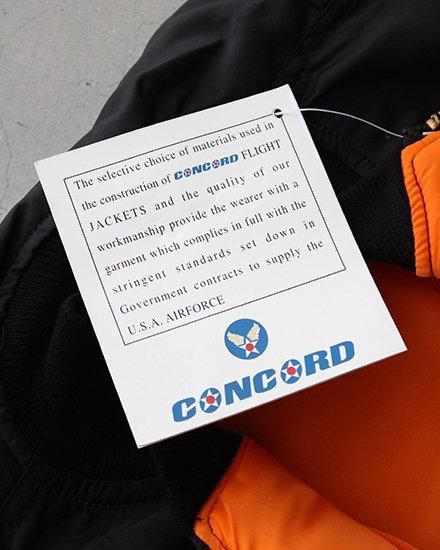 The selective choice of materials used in
the construction of CONCORD FLIGHT
JACKETS and the quality of our
workmanship provide the wearer with a
garment which complies in full with the
stringent standards set down in
Government contracts to supply the
U.S.A. AIRFORCE
CONCORD